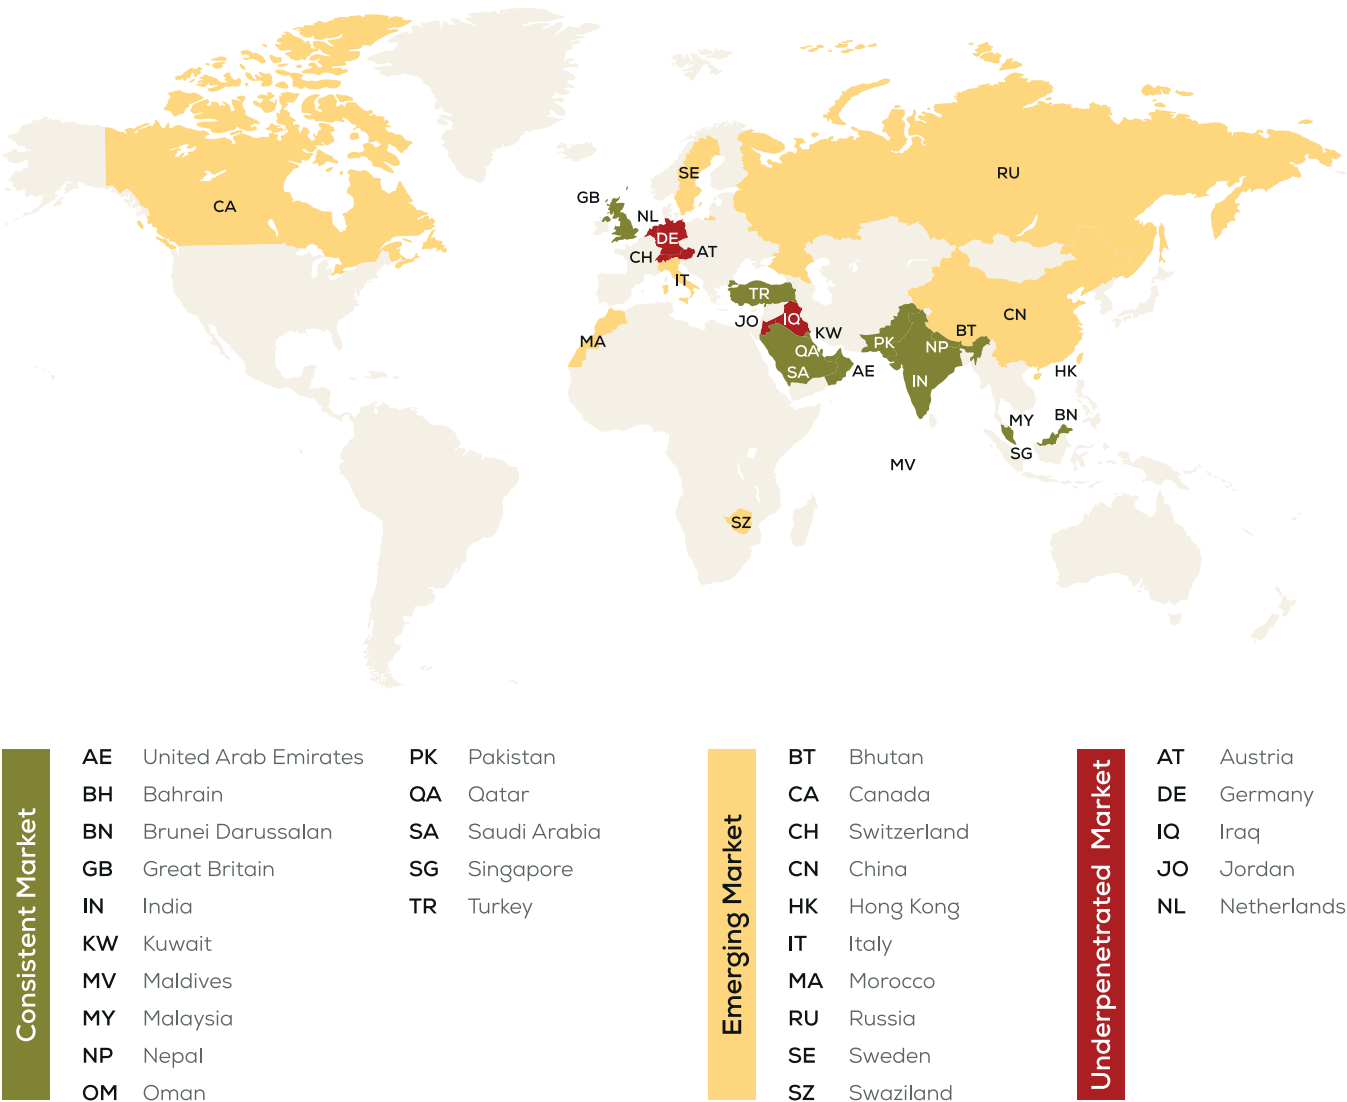 CA
SE
RU
GB
NL
DE
CH
AT
IT
TR
JO
IQ
KW
MA
QA
SA
AE
PK
NP
IN
BT
CN
HK
MY
BN
SG
MV
SZ
Consistent Market
AE United Arab Emirates
BH Bahrain
BN Brunei Darussalan
GB Great Britain
IN India
KW Kuwait
MV Maldives
MY Malaysia
NP Nepal
OM Oman
PK Pakistan
QA Qatar
SA Saudi Arabia
SG Singapore
TR Turkey
Emerging Market
BT Bhutan
CA Canada
CH Switzerland
CN China
HK Hong Kong
IT Italy
MA Morocco
RU Russia
SE Sweden
SZ Swaziland
Underpenetrated Market
AT Austria
DE Germany
IQ Iraq
JO Jordan
NL Netherlands